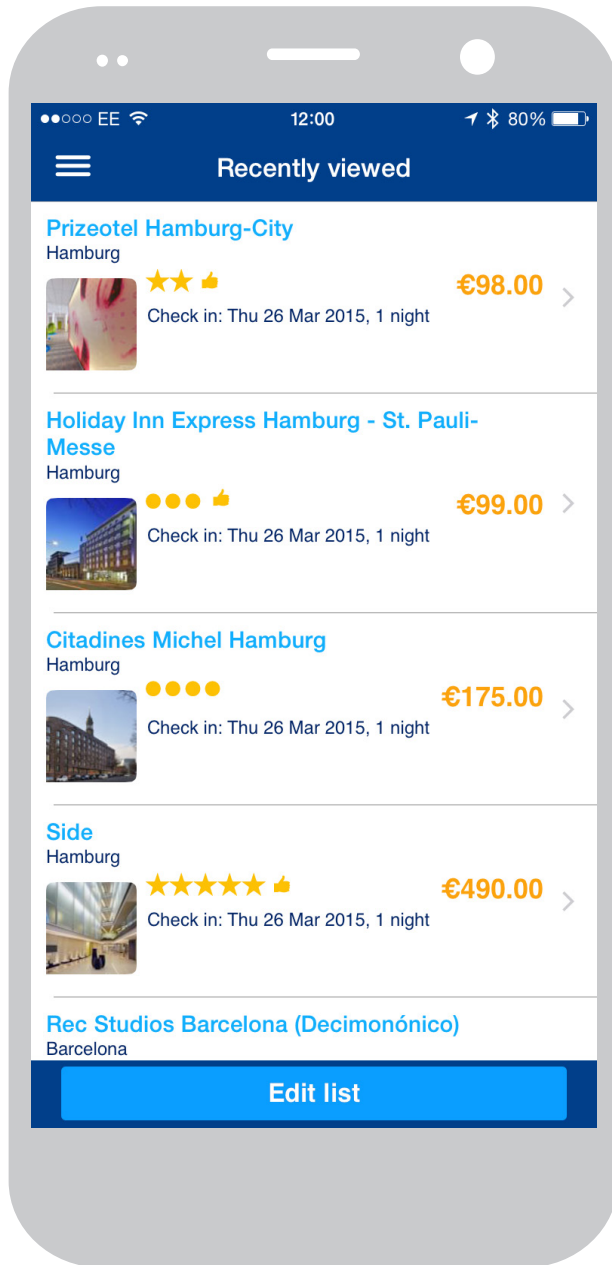 ●●○○○ EE 12:00 80%
Recently viewed
Prizeotel Hamburg-City
Hamburg
€98.00
Check in: Thu 26 Mar 2015, 1 night
Holiday Inn Express Hamburg - St. Pauli-
Messe
Hamburg
€99.00
Check in: Thu 26 Mar 2015, 1 night
Citadines Michel Hamburg
Hamburg
€175.00
Check in: Thu 26 Mar 2015, 1 night
Side
Hamburg
€490.00
Check in: Thu 26 Mar 2015, 1 night
Rec Studios Barcelona (Decimonónico)
Barcelona
Edit list